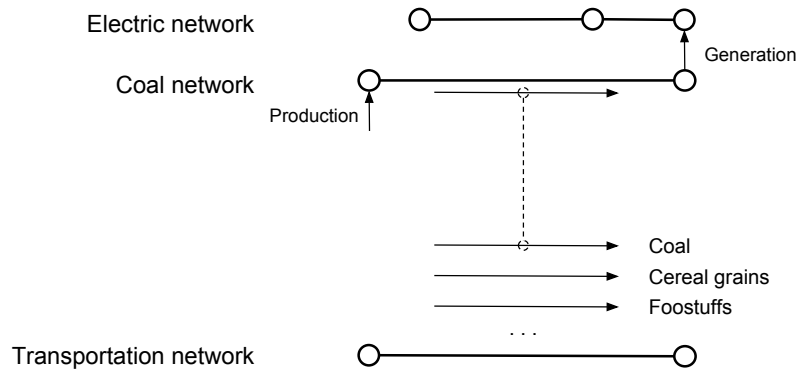 Electric network
Generation
Coal network
Production
Coal
Cereal grains
Foostuffs
. . .
Transportation network